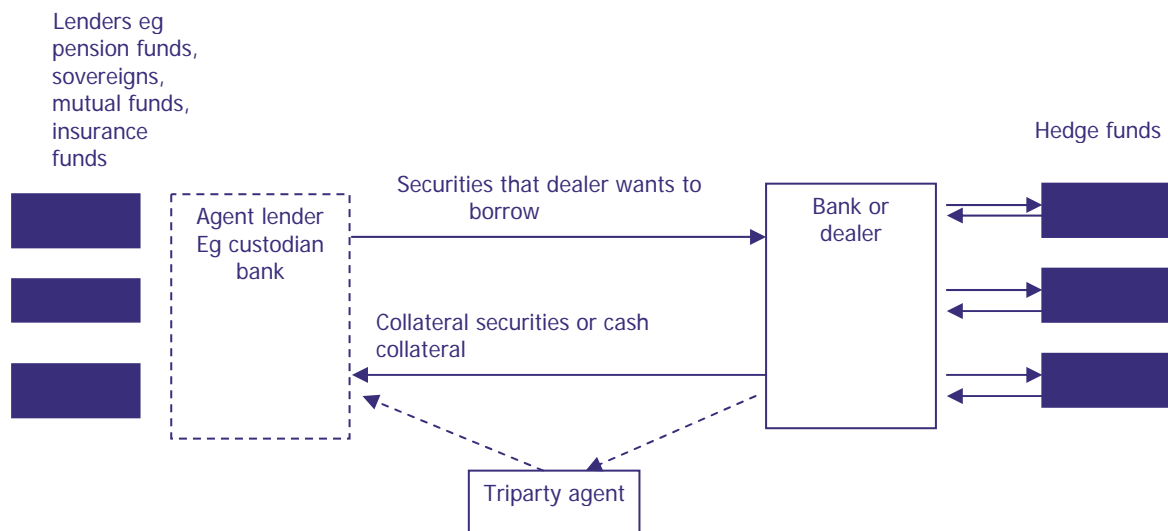 Lenders eg
pension funds,
sovereigns,
mutual funds,
insurance
funds
Hedge funds
Agent lender
Eg custodian
bank
Securities that dealer wants to
borrow
Bank or
dealer
Collateral securities or cash
collateral
Triparty agent